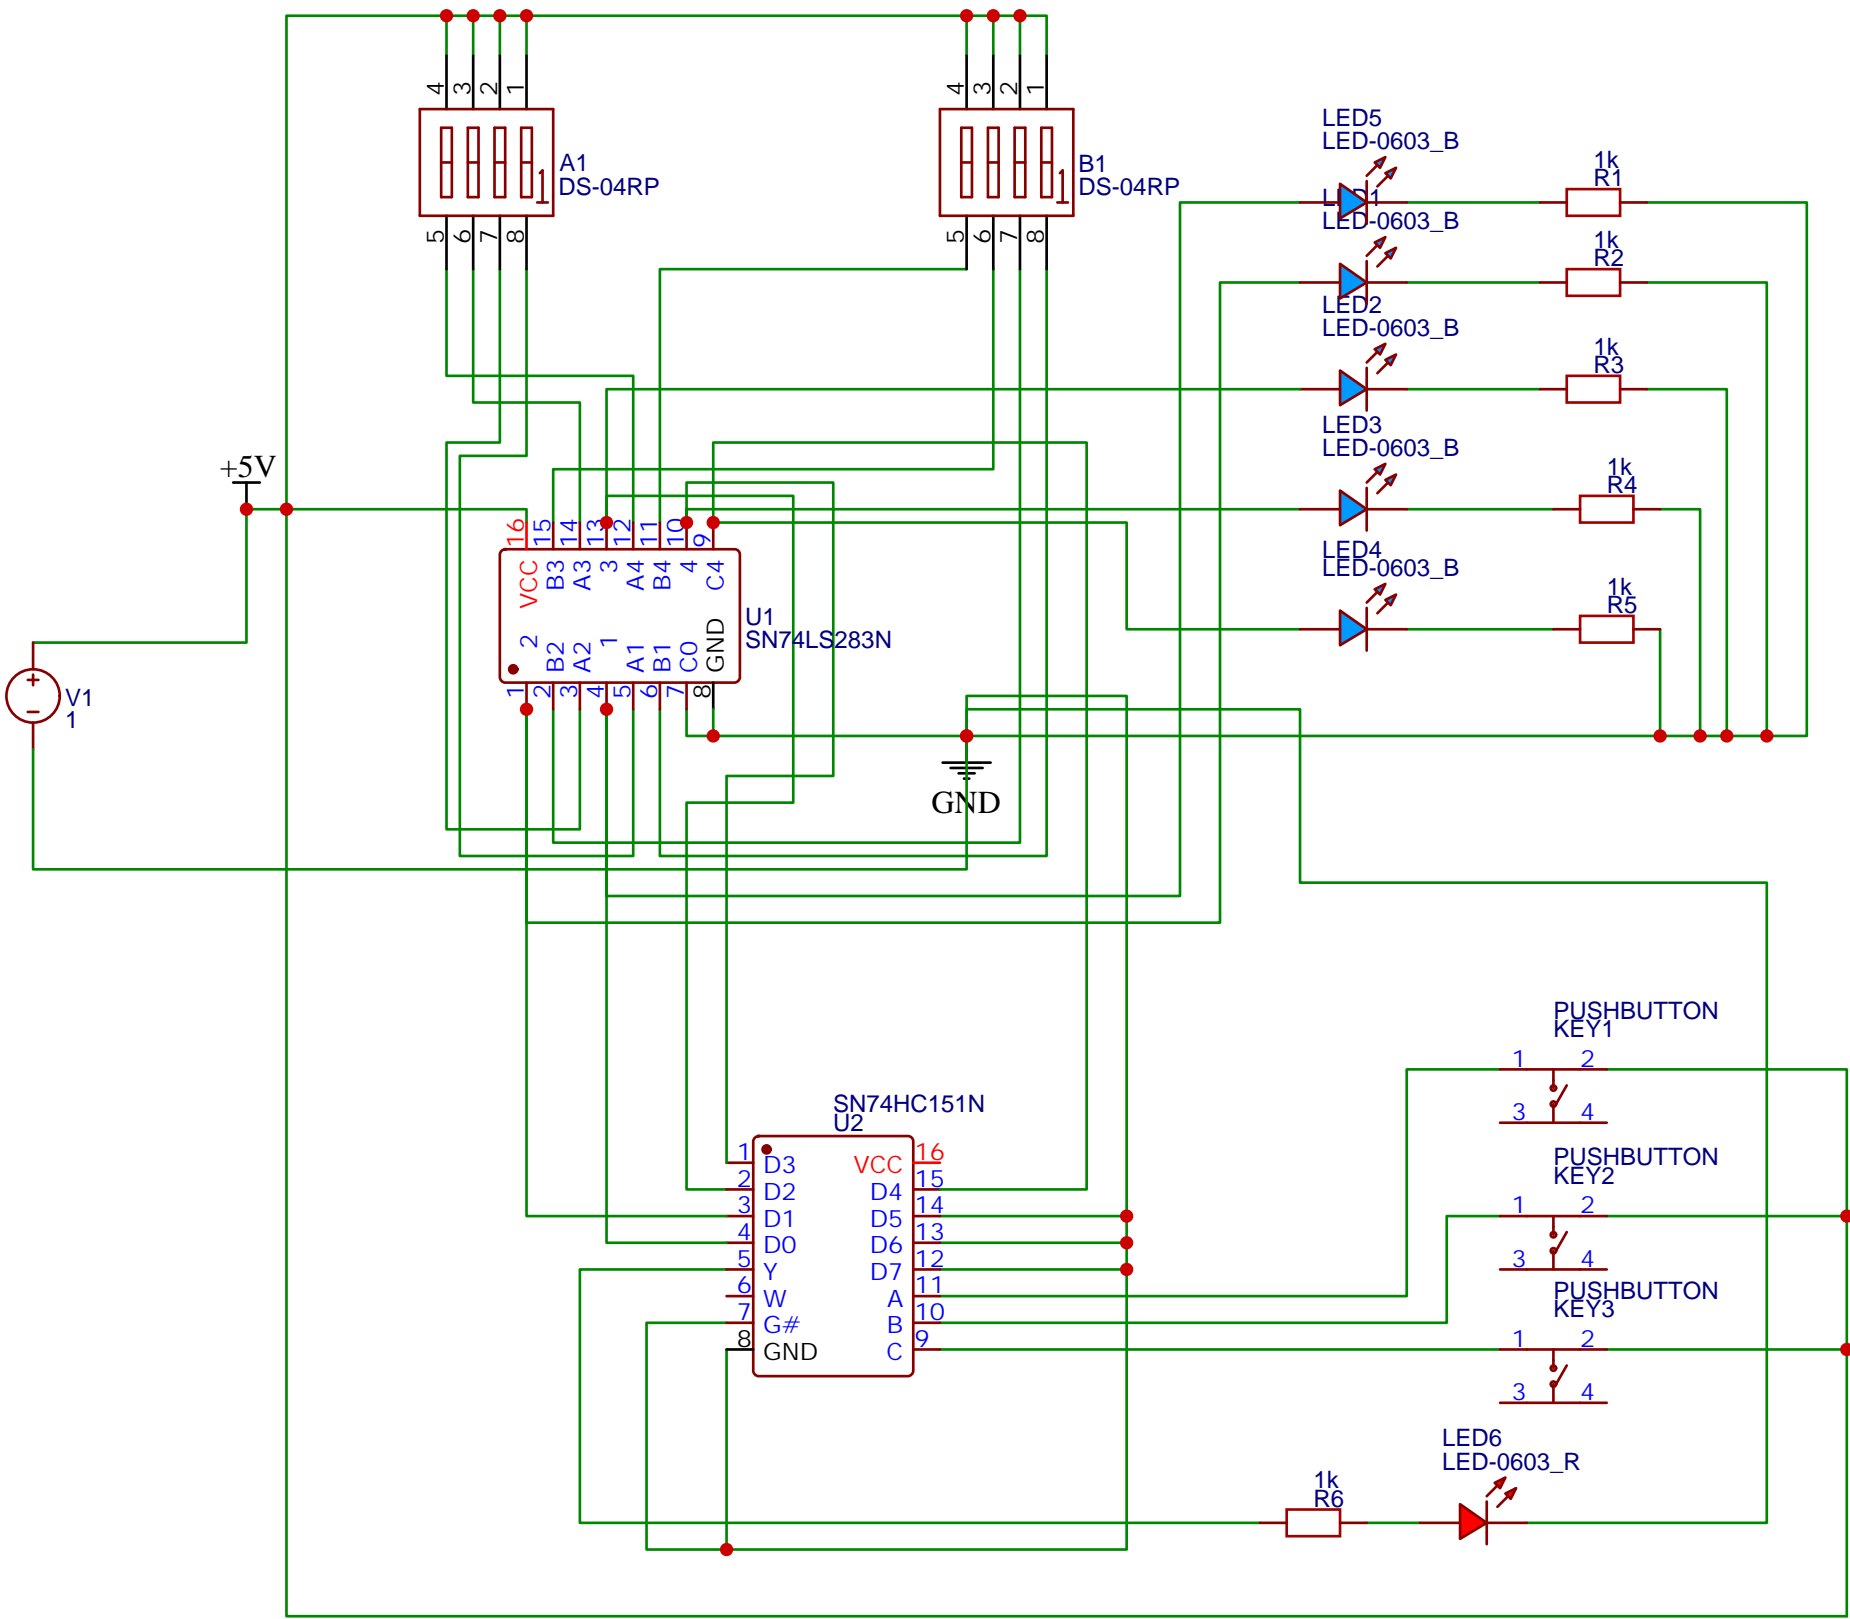 4 3 2 1
A1
DS-04RP
5 6 7 8
1
4 3 2 1
B1
DS-04RP
5 6 7 8
1
LED5
LED-0603_B
1k
R1
LED1
LED-0603_B
1k
R2
LED2
LED-0603_B
1k
R3
LED3
LED-0603_B
1k
R4
LED4
LED-0603_B
1k
R5
+5V
V1
1
16 15 14 13 12 11 10 9
VCC B3 A3 3 A4 B4 4 C4
2 B2 A2 1 A1 B1 C0 GND
1 2 3 4 5 6 7 8
U1
SN74LS283N
GND
SN74HC151N
U2
1 D3 VCC 16
2 D2 D4 15
3 D1 D5 14
4 D0 D6 13
5 Y D7 12
6 W A 11
7 G# B 10
8 GND C 9
PUSHBUTTON
KEY1
1 2
3 4
PUSHBUTTON
KEY2
1 2
3 4
PUSHBUTTON
KEY3
1 2
3 4
LED6
LED-0603_R
1k
R6